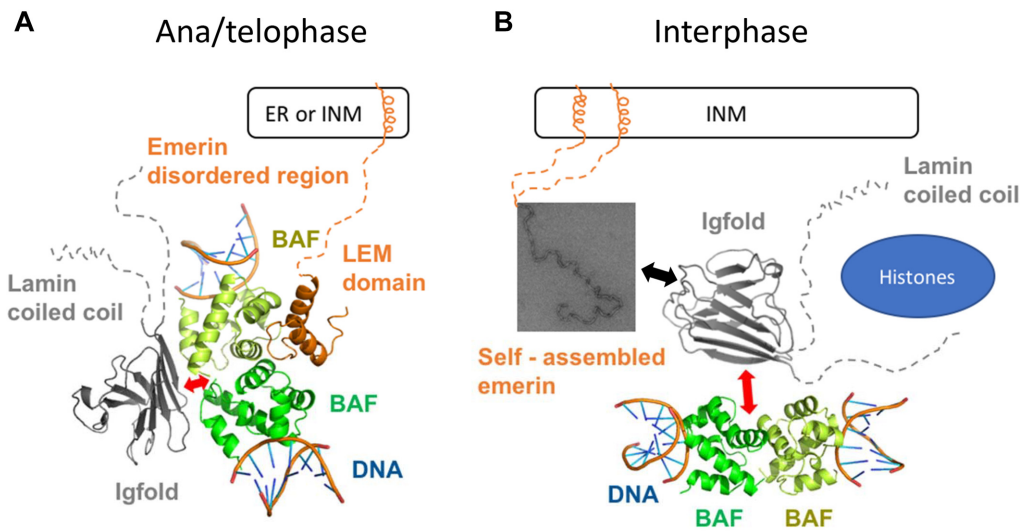 A
Ana/telophase
ER or INM
Emerin
disordered region
BAF
LEM
domain
Lamin
coiled coil
BAF
Igfold
DNA
B
Interphase
INM
Lamin
coiled coil
Igfold
Histones
Self - assembled
emerin
DNA
BAF
BAF